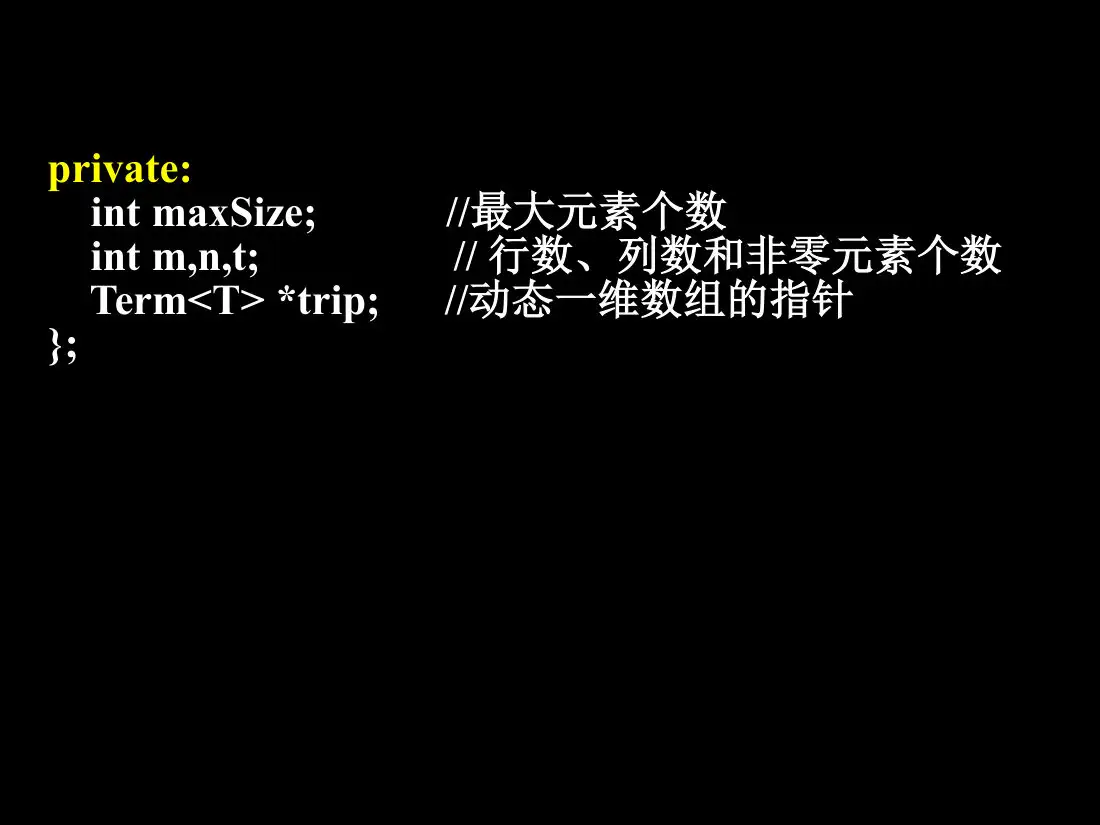 private:
int maxSize; //最大元素个数
int m,n,t; // 行数、列数和非零元素个数
Term<T> *trip; //动态一维数组的指针
};